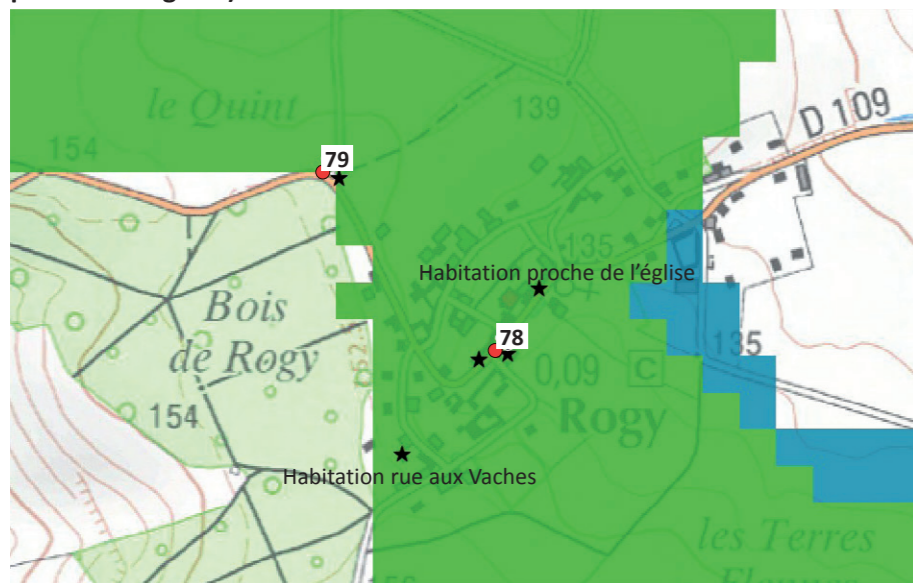 le Quint
139
D 109
154
79
135
Habitation proche de l'église
Bois
de Rogy
78
135
0,09
C
154
Rogy
Habitation rue aux Vaches
les Terres